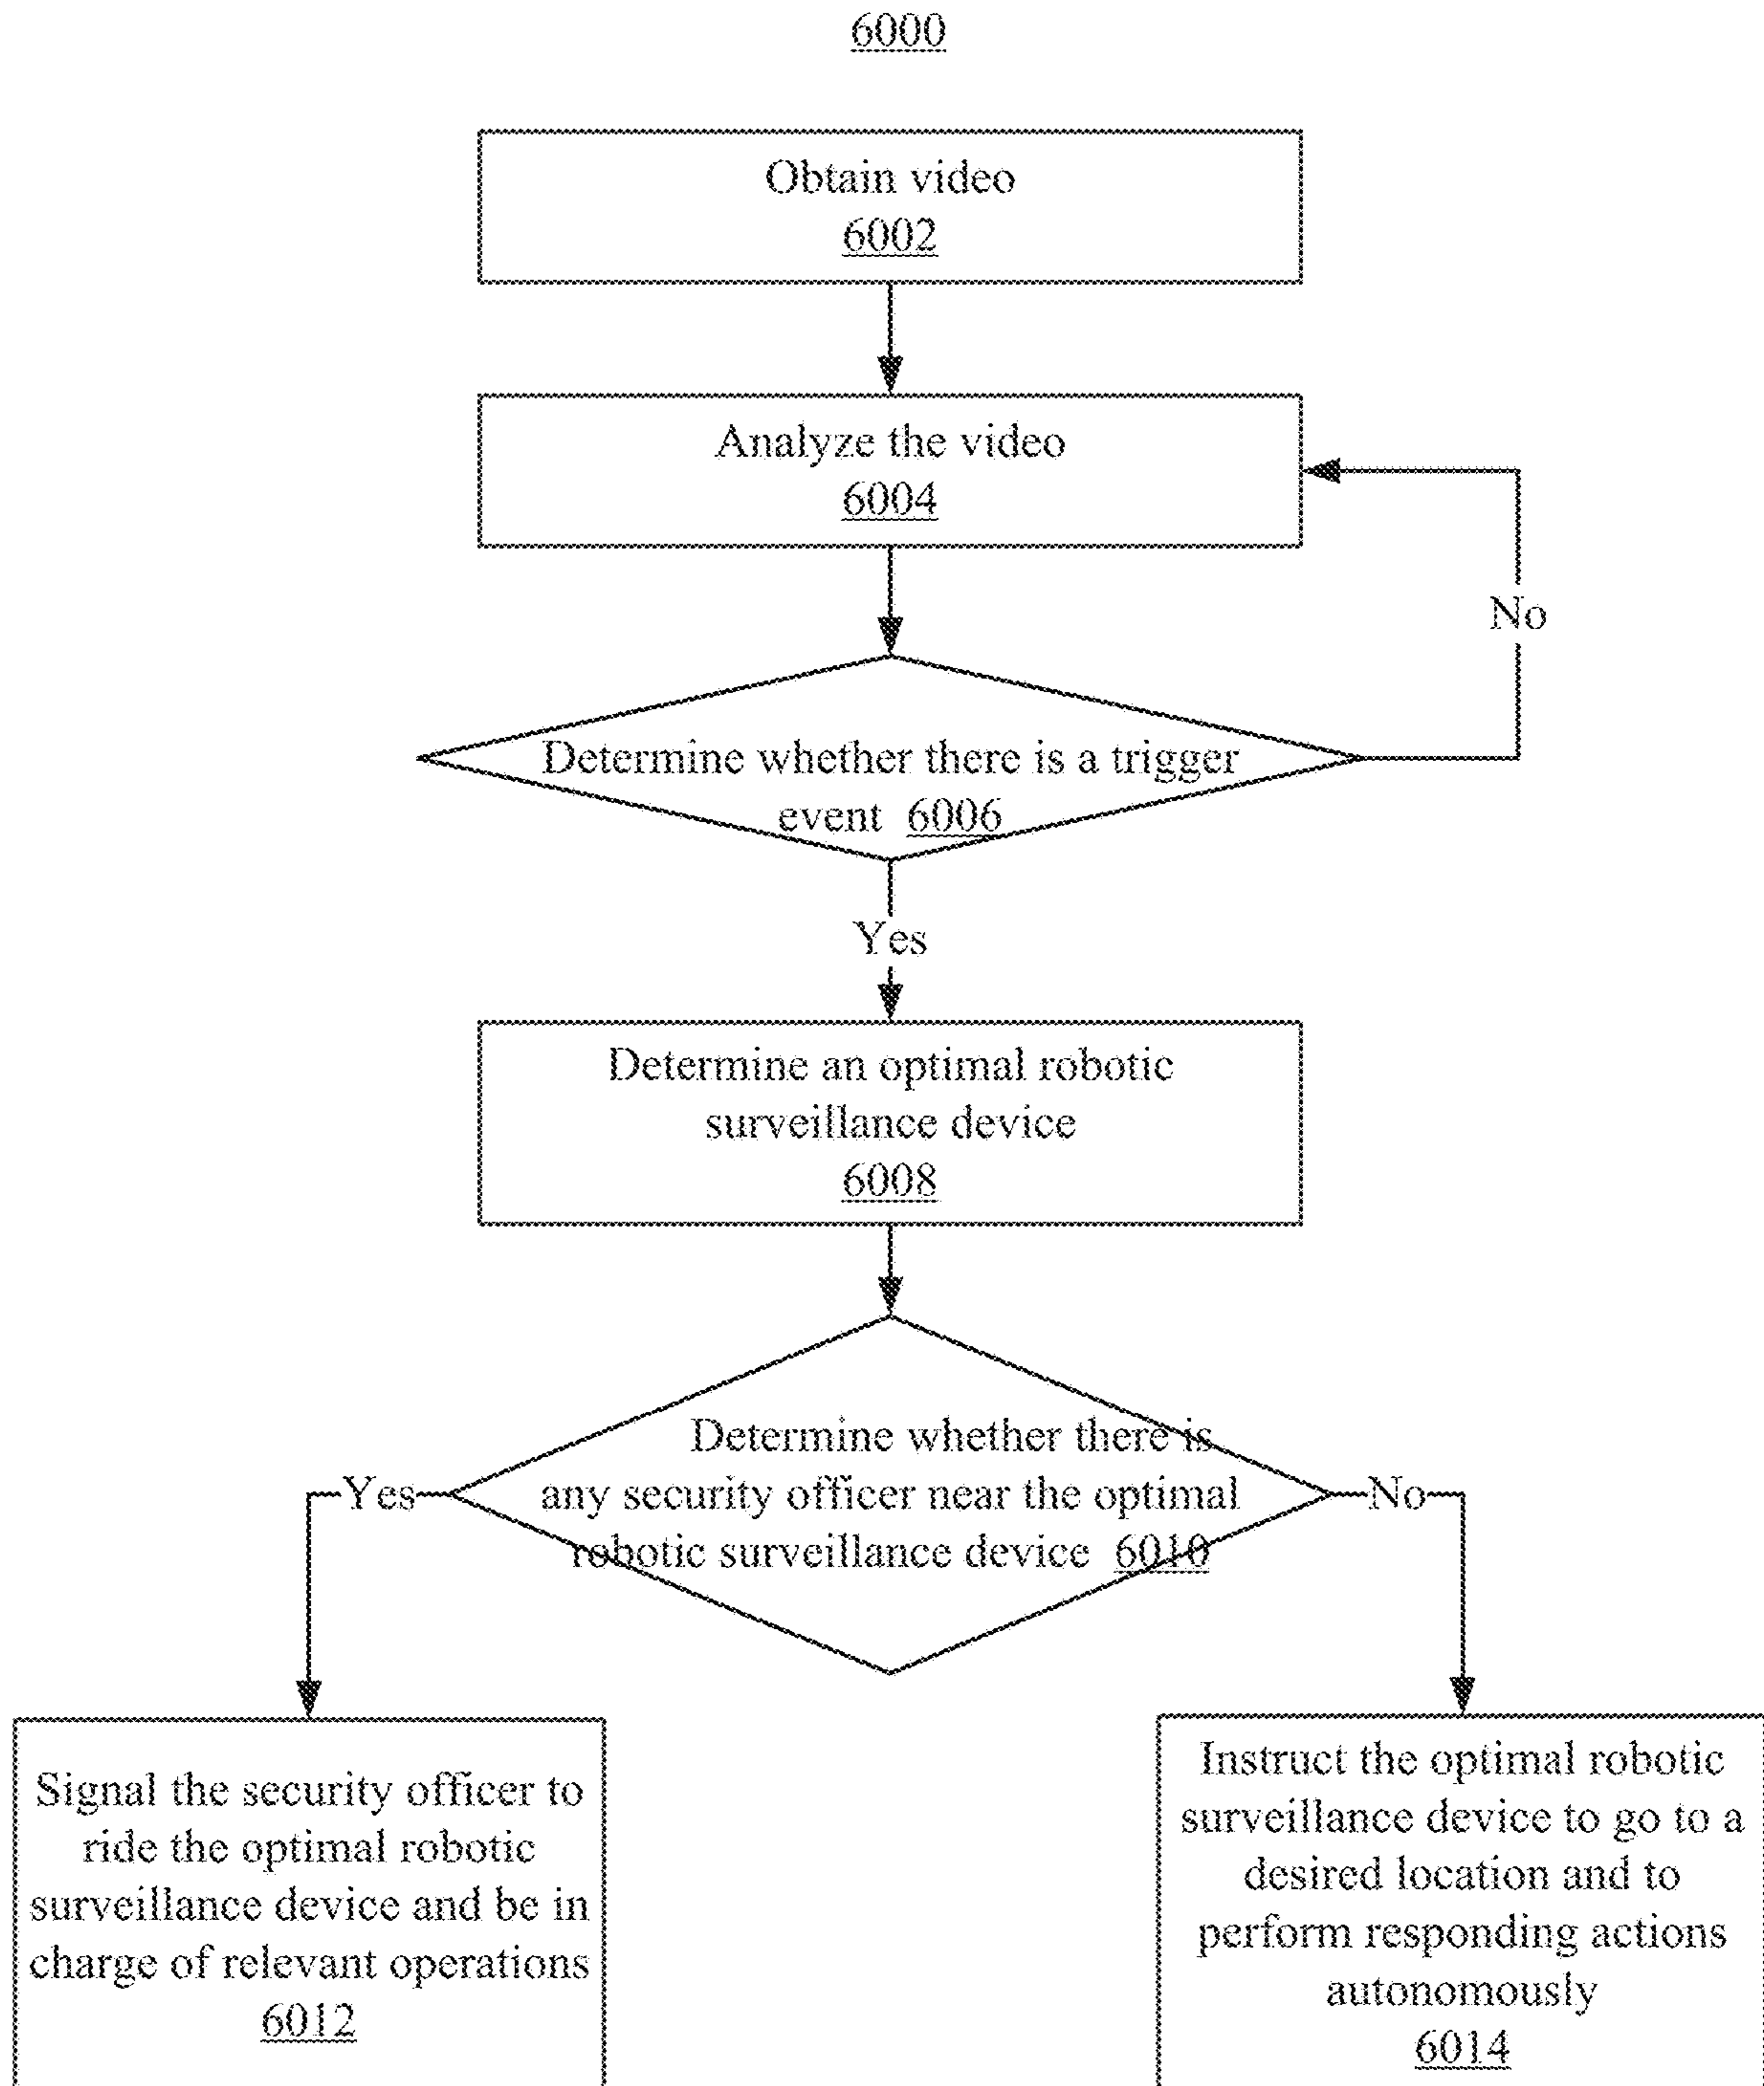 6000
Obtain video
6002
Analyze the video
6004
No
Determine whether there is a trigger
event 6006
Yes
Determine an optimal robotic
surveillance device
6008
Determine whether there is
any security officer near the optimal
robotic surveillance device 6010
Yes
No
Signal the security officer to
ride the optimal robotic
surveillance device and be in
charge of relevant operations
6012
Instruct the optimal robotic
surveillance device to go to a
desired location and to
perform responding actions
autonomously
6014